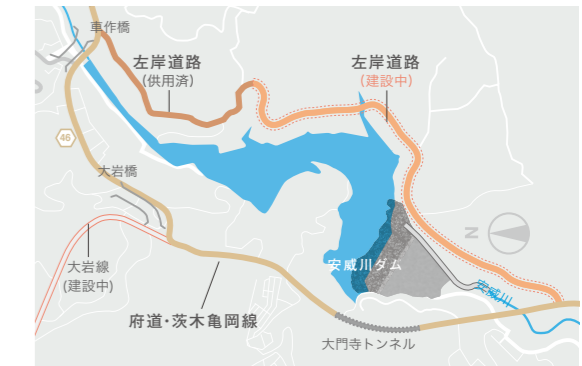 車作橋
左岸道路
(供用済)
左岸道路
(建設中)
46
大岩橋
N
大岩線
(建設中)
安威川ダム
安威川
府道・茨木亀岡線
大門寺トンネル